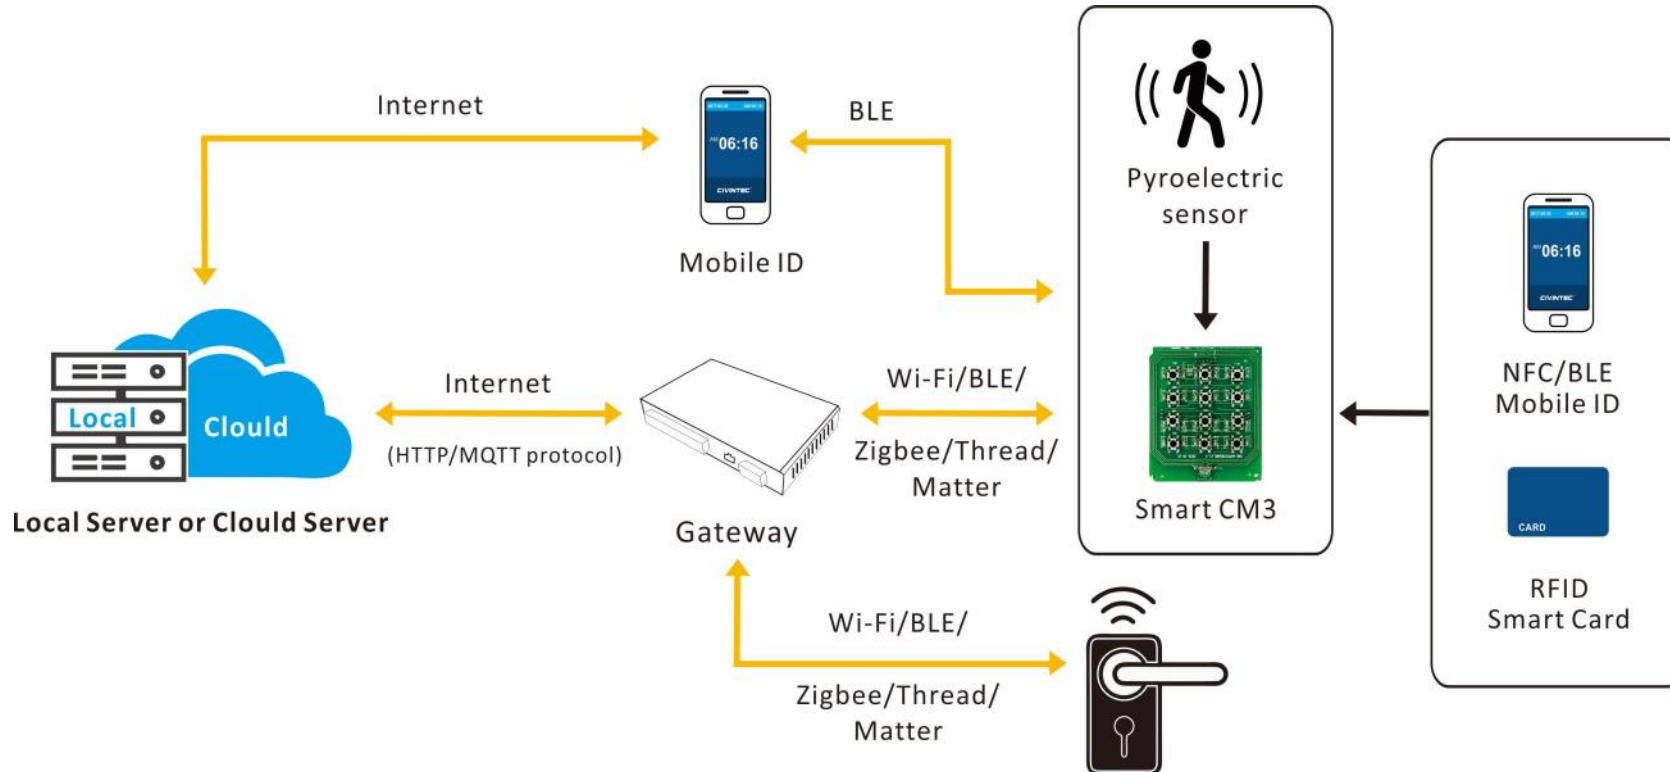 Internet
BLE
06:16
CIVINTEC
Mobile ID
Pyroelectric
sensor
06:16
CIVINTEC
NFC/BLE
Mobile ID
Internet
(HTTP/MQTT protocol)
Wi-Fi/BLE/
Zigbee/Thread/
Matter
Local
Clould
Local Server or Clould Server
Gateway
Smart CM3
CARD
RFID
Smart Card
Wi-Fi/BLE/
Zigbee/Thread/
Matter